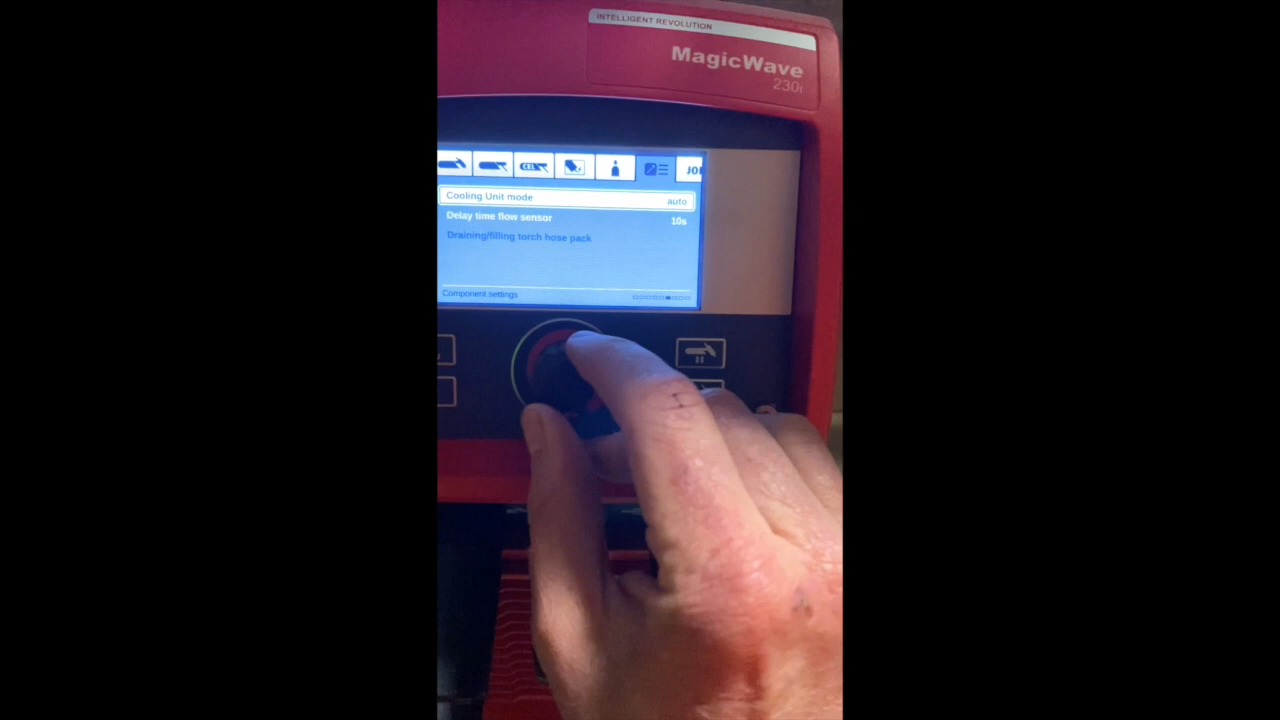 INTELLIGENT REVOLUTION
MagicWave
230i
CEL
Cooling Unit mode auto
Delay time flow sensor 10s
Draining/filling torch hose pack
Component settings